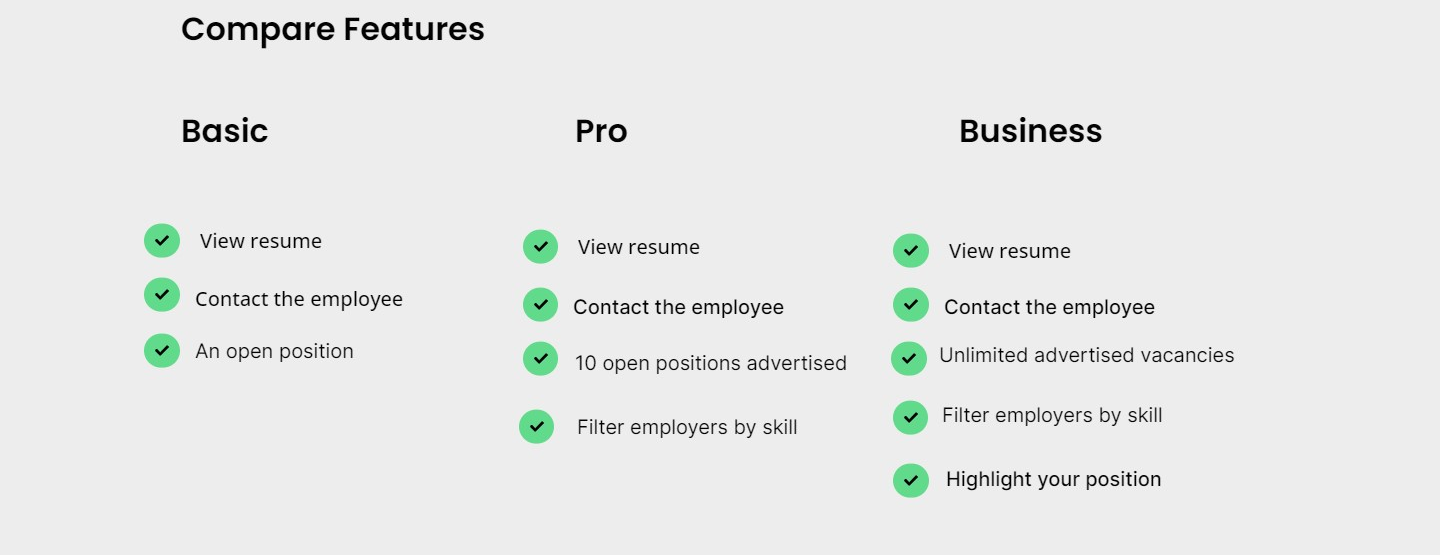 Compare Features
Basic
View resume
Contact the employee
An open position
Pro
View resume
Contact the employee
10 open positions advertised
Filter employers by skill
Business
View resume
Contact the employee
Unlimited advertised vacancies
Filter employers by skill
Highlight your position